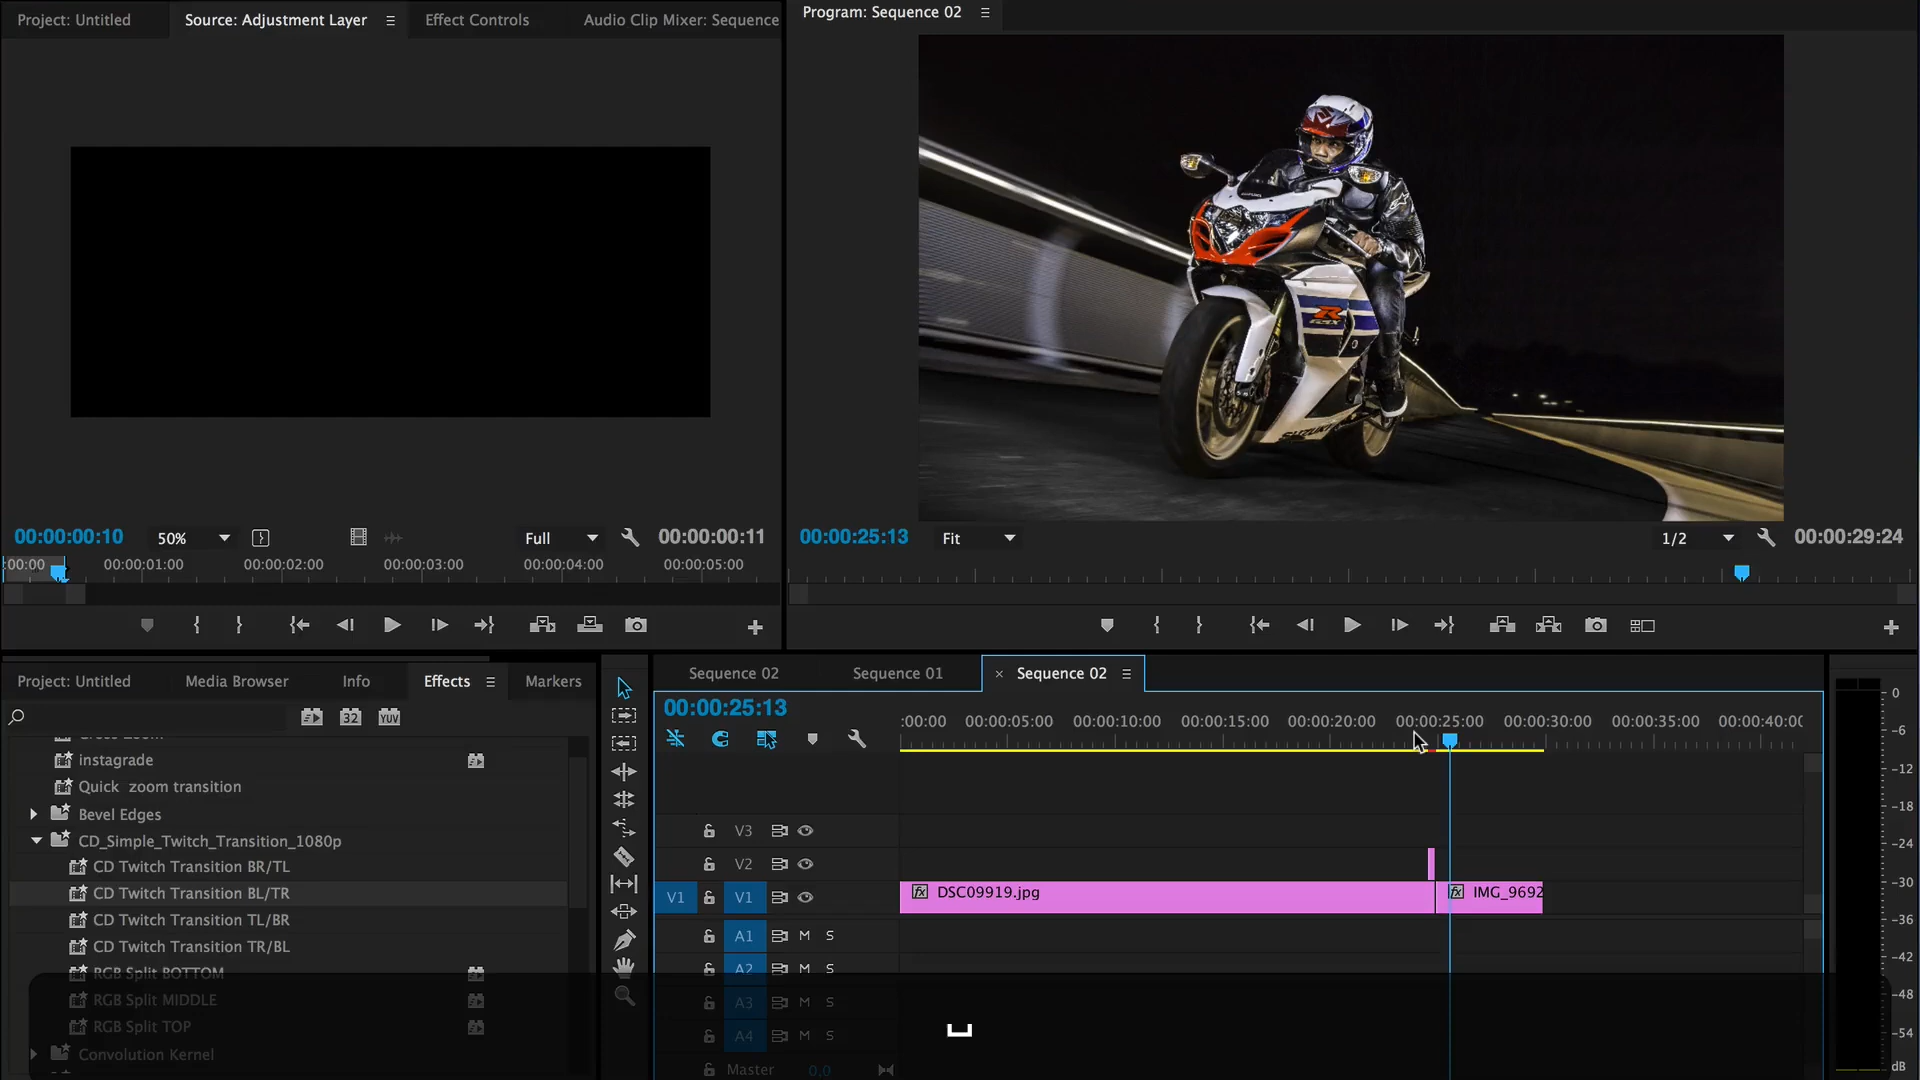 Project: Untitled
Source: Adjustment Layer
Effect Controls
Audio Clip Mixer: Sequence
Program: Sequence 02
R
SUZUKI
00:00:00:10
50%
Full
00:00:00:11
00:00:25:13
Fit
1/2
00:00:29:24
:00:00 00:00:01:00 00:00:02:00 00:00:03:00 00:00:04:00 00:00:05:00
Project: Untitled
Media Browser
Info
Effects
Markers
32
YUV
instagrade
Quick zoom transition
Bevel Edges
CD_Simple_Twitch_Transition_1080p
CD Twitch Transition BR/TL
CD Twitch Transition BL/TR
CD Twitch Transition TL/BR
CD Twitch Transition TR/BL
RGB Split BOTTOM
RGB Split MIDDLE
RGB Split TOP
Convolution Kernel
Sequence 02
Sequence 01
× Sequence 02
00:00:25:13
:00:00 00:00:05:00 00:00:10:00 00:00:15:00 00:00:20:00 00:00:25:00 00:00:30:00 00:00:35:00 00:00:40:00
V3
V2
V1 V1
fx DSC09919.jpg
fx IMG_9692
A1 M S
A2 M S
A3 M S
A4 M S
Master 0,0
0
-6
-12
-18
-24
-30
-36
-42
-48
-54
dB